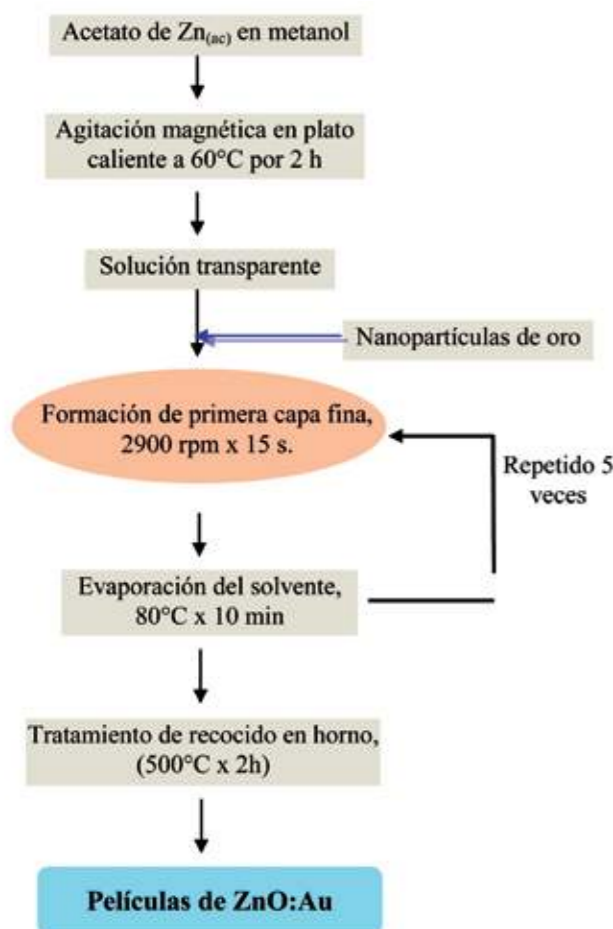 Acetato de Zn(ac) en metanol
Agitación magnética en plato
caliente a 60°C por 2 h
Solución transparente
Nanopartículas de oro
Formación de primera capa fina,
2900 rpm x 15 s.
Repetido 5
veces
Evaporación del solvente,
80°C x 10 min
Tratamiento de recocido en horno,
(500°C x 2h)
Películas de ZnO:Au